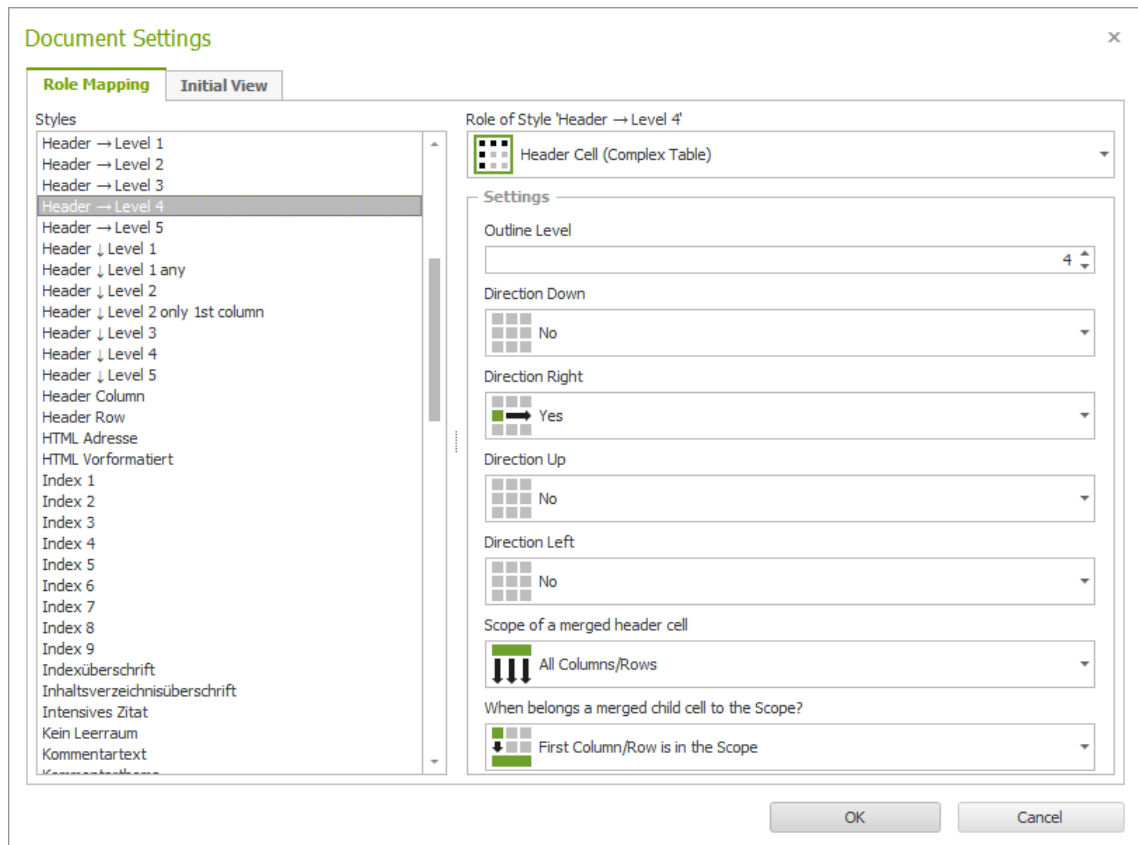 Document Settings
Role Mapping
Initial View
Styles
Header → Level 1
Header → Level 2
Header → Level 3
Header → Level 4
Header → Level 5
Header ↓ Level 1
Header ↓ Level 1 any
Header ↓ Level 2
Header ↓ Level 2 only 1st column
Header ↓ Level 3
Header ↓ Level 4
Header ↓ Level 5
Header Column
Header Row
HTML Adresse
HTML Vorformatiert
Index 1
Index 2
Index 3
Index 4
Index 5
Index 6
Index 7
Index 8
Index 9
Indexüberschrift
Inhaltsverzeichnisüberschrift
Intensives Zitat
Kein Leerraum
Kommentartext
Role of Style 'Header → Level 4'
Header Cell (Complex Table)
Settings
Outline Level
4
Direction Down
No
Direction Right
Yes
Direction Up
No
Direction Left
No
Scope of a merged header cell
All Columns/Rows
When belongs a merged child cell to the Scope?
First Column/Row is in the Scope
OK
Cancel